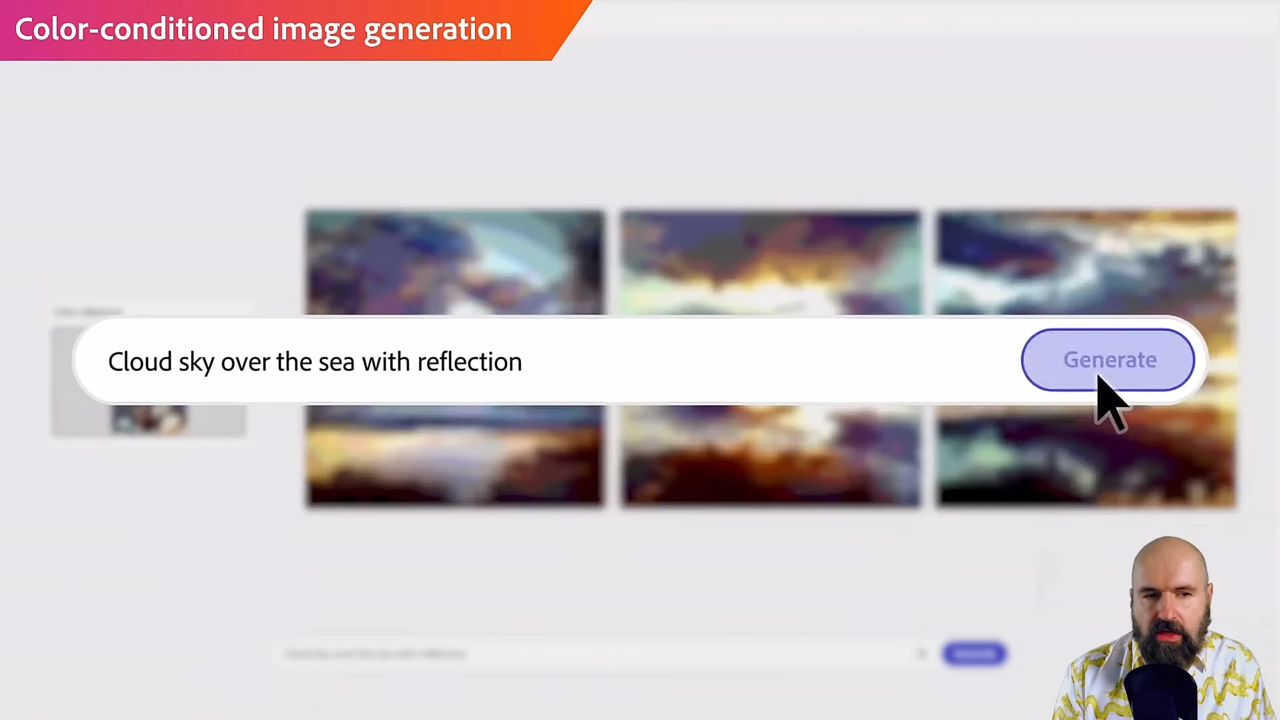 Color-conditioned image generation
Cloud sky over the sea with reflection
Generate